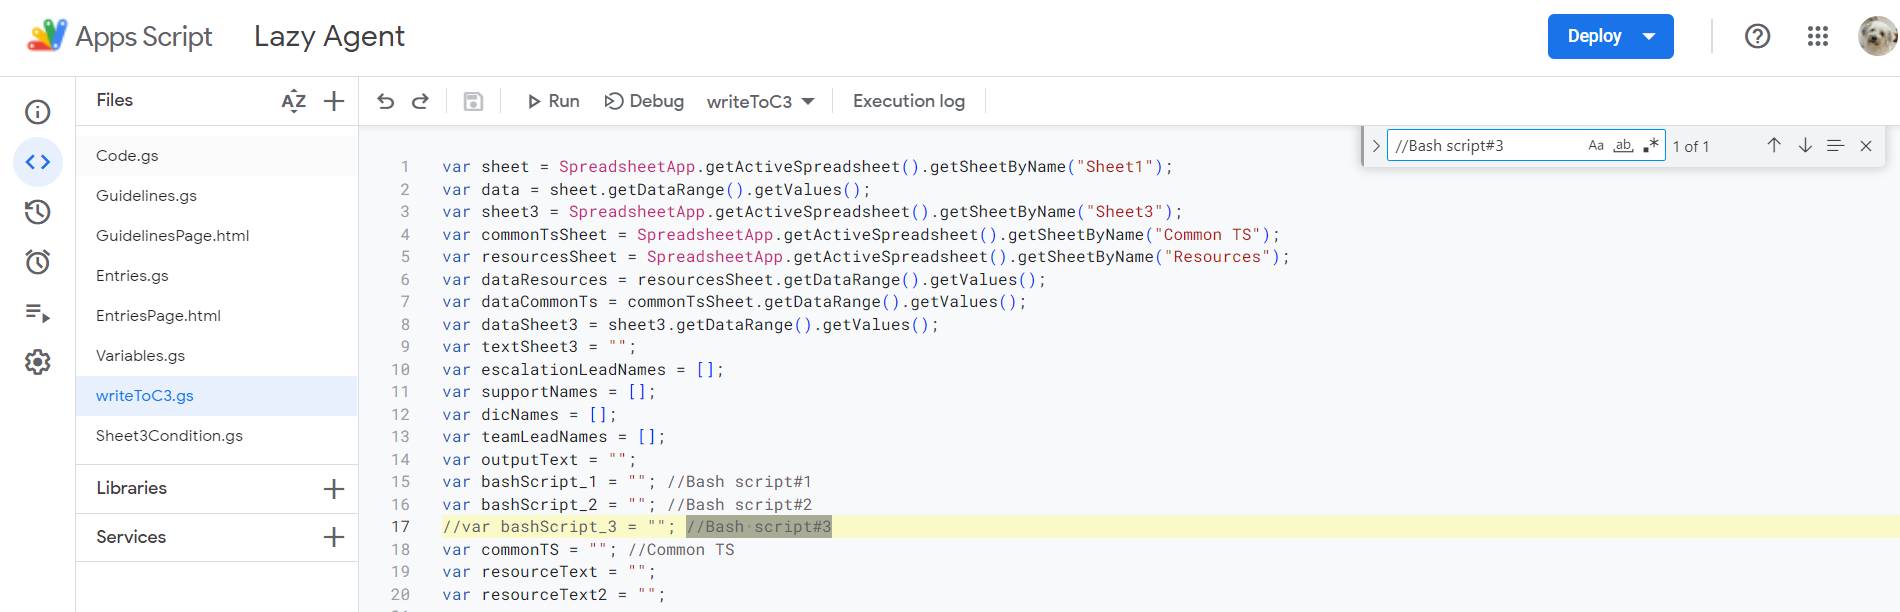 Apps Script Lazy Agent Deploy
Files AZ Run Debug writeToC3 Execution log
//Bash script#3 Aa ab .* 1 of 1
Code.gs
Guidelines.gs
GuidelinesPage.html
Entries.gs
EntriesPage.html
Variables.gs
writeToC3.gs
Sheet3Condition.gs
Libraries
Services
1 var sheet = SpreadsheetApp.getActiveSpreadsheet().getSheetByName("Sheet1");
2 var data = sheet.getDataRange().getValues();
3 var sheet3 = SpreadsheetApp.getActiveSpreadsheet().getSheetByName("Sheet3");
4 var commonTsSheet = SpreadsheetApp.getActiveSpreadsheet().getSheetByName("Common TS");
5 var resourcesSheet = SpreadsheetApp.getActiveSpreadsheet().getSheetByName("Resources");
6 var dataResources = resourcesSheet.getDataRange().getValues();
7 var dataCommonTs = commonTsSheet.getDataRange().getValues();
8 var dataSheet3 = sheet3.getDataRange().getValues();
9 var textSheet3 = "";
10 var escalationLeadNames = [];
11 var supportNames = [];
12 var dicNames = [];
13 var teamLeadNames = [];
14 var outputText = "";
15 var bashScript_1 = ""; //Bash script#1
16 var bashScript_2 = ""; //Bash script#2
17 //var bashScript_3 = ""; //Bash script#3
18 var commonTS = ""; //Common TS
19 var resourceText = "";
20 var resourceText2 = "";